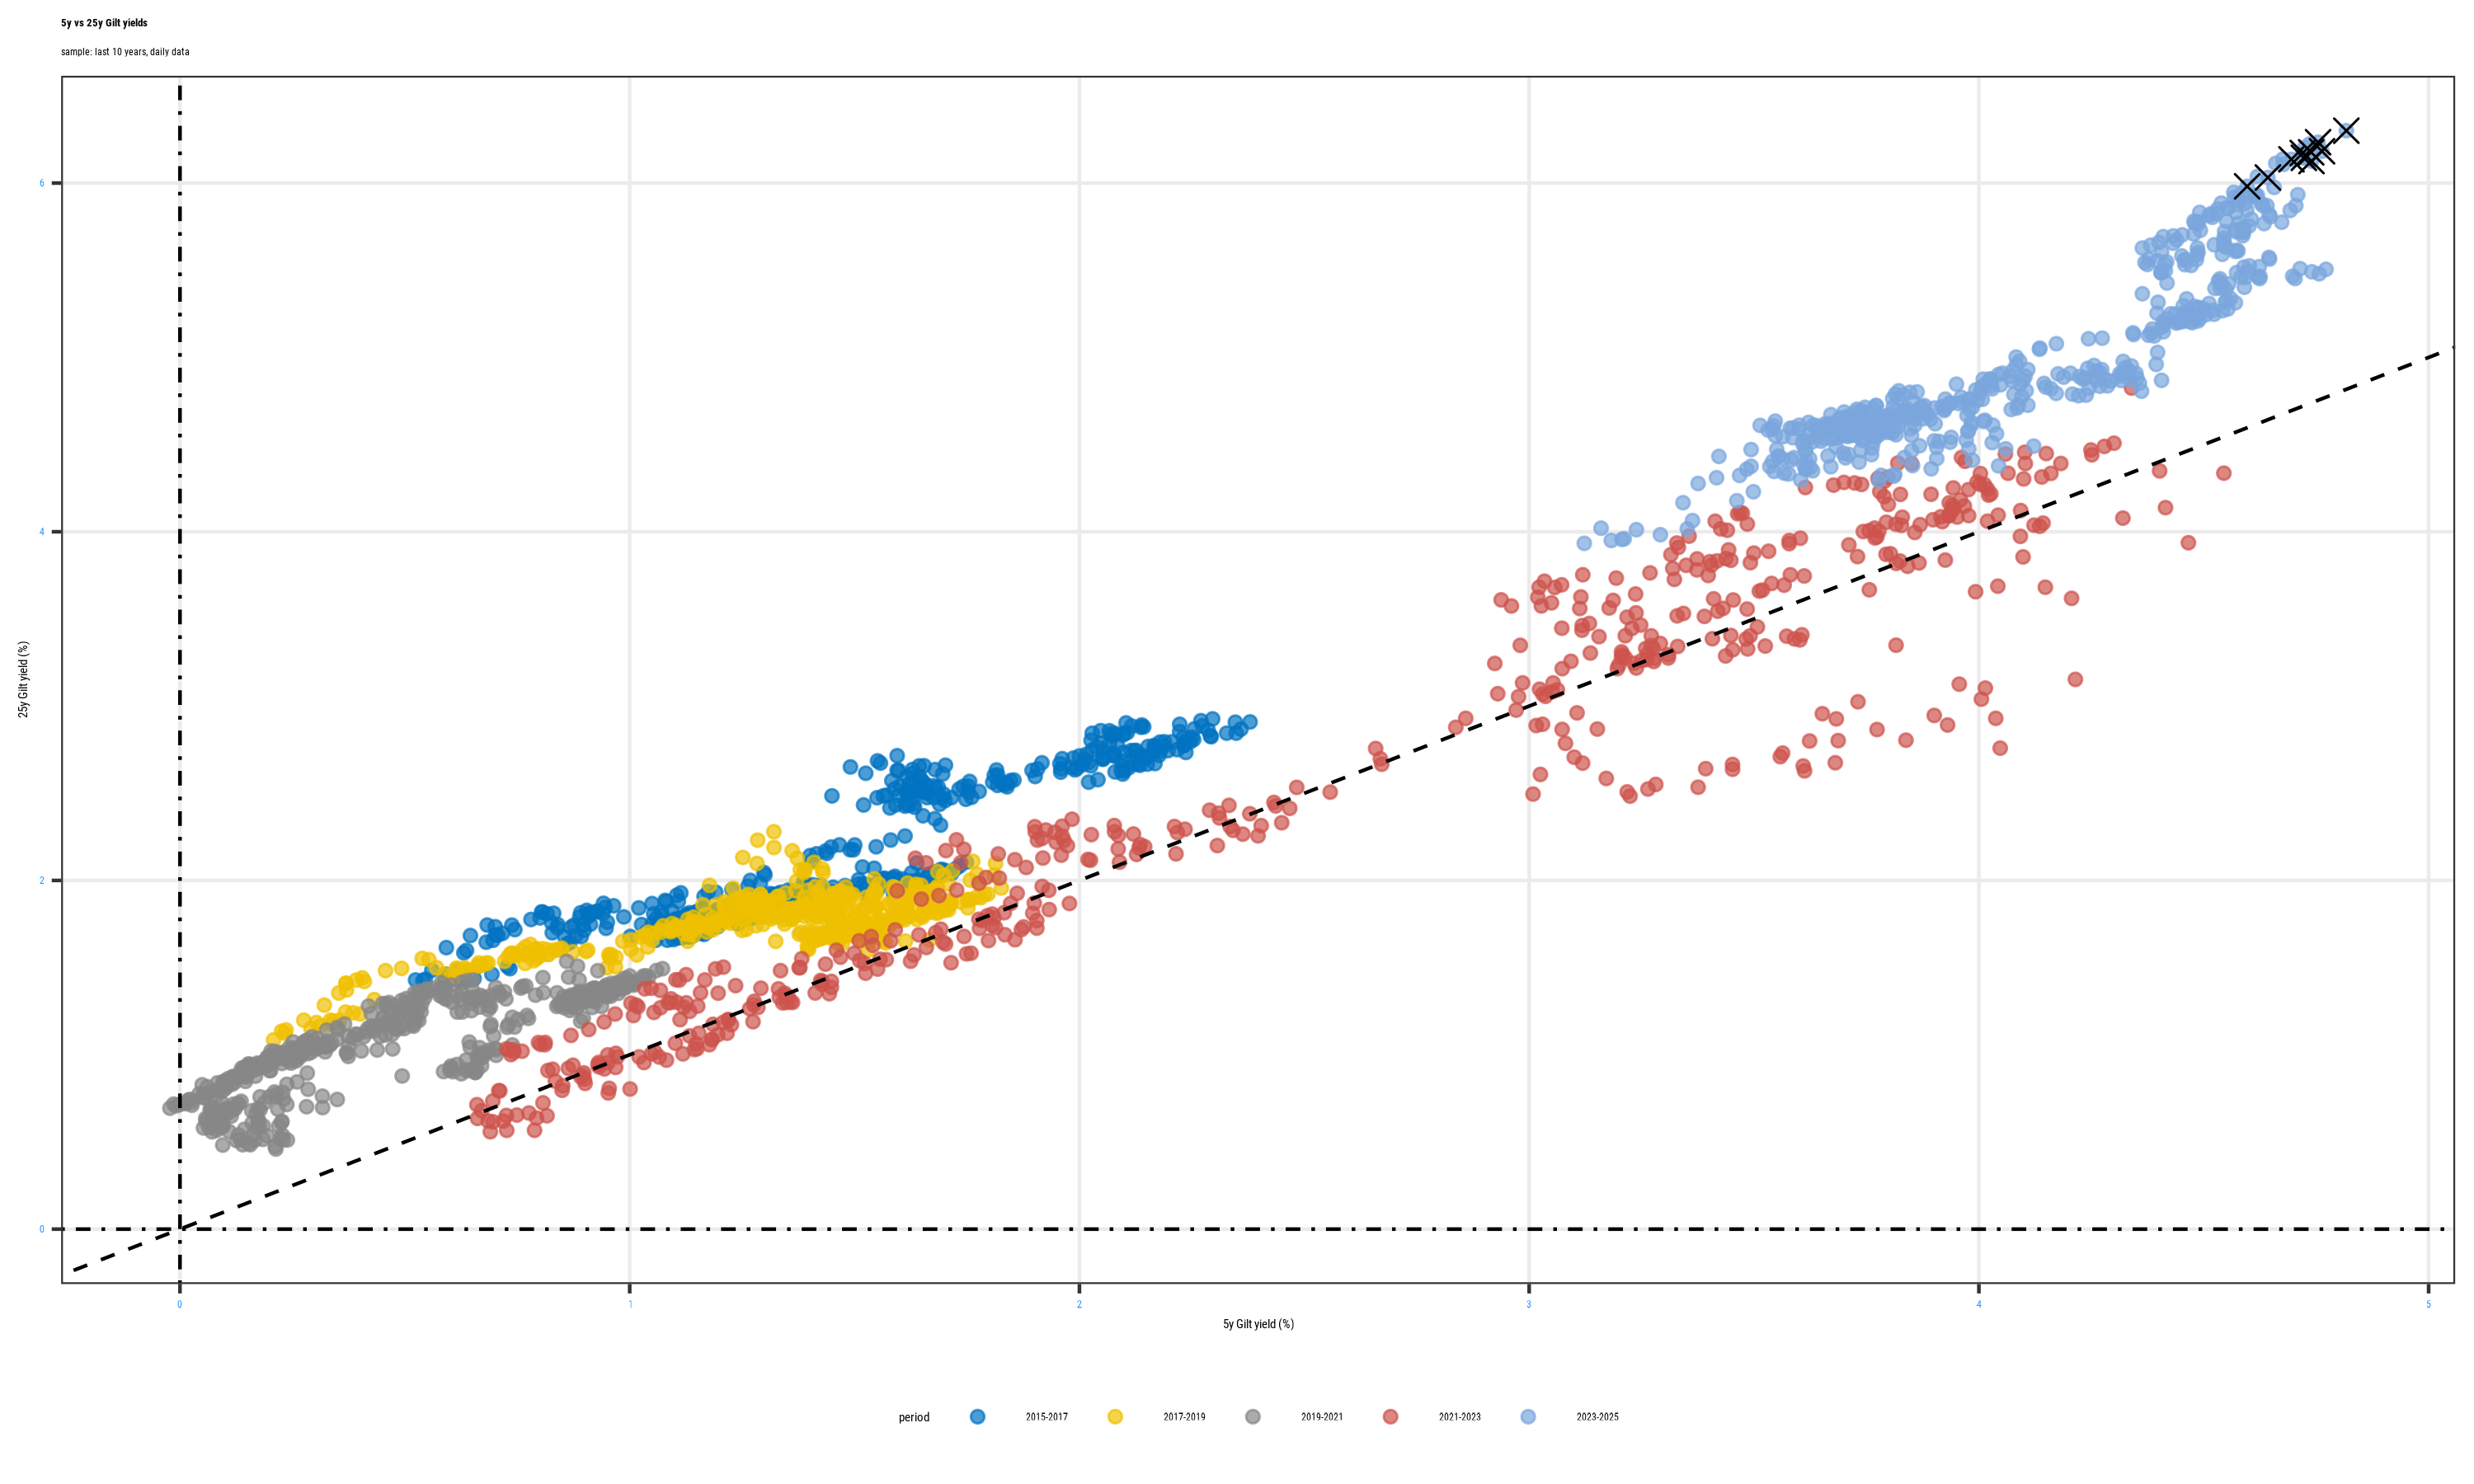 5y vs 25y Gilt yields
sample: last 10 years, daily data
25y Gilt yield (%)
6
4
2
0
0 1 2 3 4 5
5y Gilt yield (%)
period 2015-2017 2017-2019 2019-2021 2021-2023 2023-2025